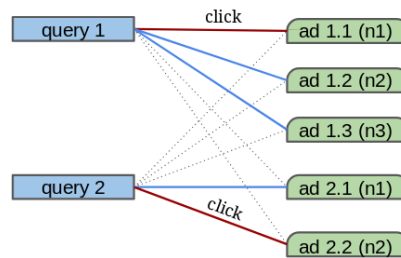 click
query 1
ad 1.1 (n1)
ad 1.2 (n2)
ad 1.3 (n3)
query 2
ad 2.1 (n1)
click
ad 2.2 (n2)